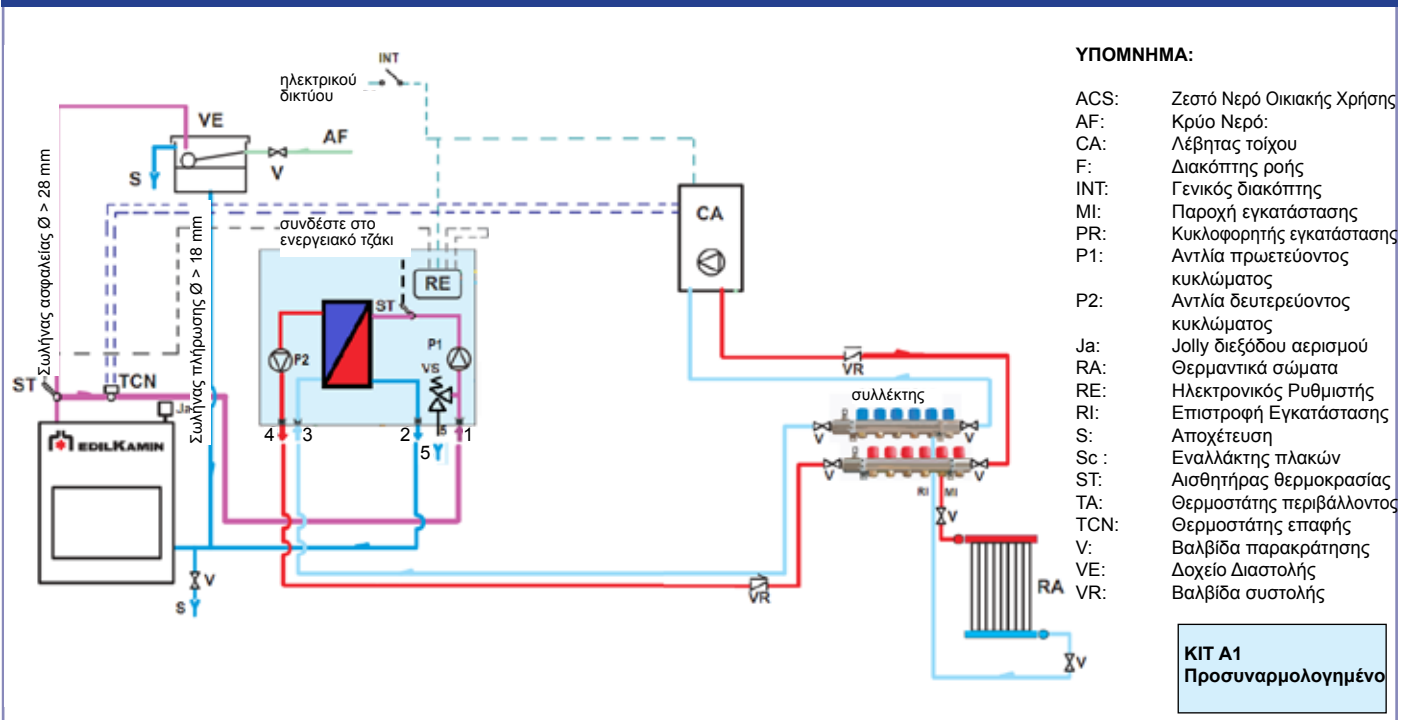 INT
ηλεκτρικού
δικτύου
VE
AF
V
S
Σωλήνας ασφαλείας Ø > 28 mm
Σωλήνας πλήρωσης Ø > 18 mm
συνδέστε στο
ενεργειακό τζάκι
RE
ST
P2
P1
VS
4
3
2
5
5
1
ST
TCN
Ja
EDILKAMIN
V
S
CA
VR
συλλέκτης
V
V
V
V
RI
MI
V
VR
RA
V
ΥΠΟΜΝΗΜΑ:
ACS: Ζεστό Νερό Οικιακής Χρήσης
AF: Κρύο Νερό:
CA: Λέβητας τοίχου
F: Διακόπτης ροής
INT: Γενικός διακόπτης
MI: Παροχή εγκατάστασης
PR: Κυκλοφορητής εγκατάστασης
P1: Αντλία πρωετεύοντος
κυκλώματος
P2: Αντλία δευτερεύοντος
κυκλώματος
Ja: Jolly διεξόδου αερισμού
RA: Θερμαντικά σώματα
RE: Ηλεκτρονικός Ρυθμιστής
RI: Επιστροφή Εγκατάστασης
S: Αποχέτευση
Sc : Εναλλάκτης πλακών
ST: Αισθητήρας θερμοκρασίας
TA: Θερμοστάτης περιβάλλοντος
TCN: Θερμοστάτης επαφής
V: Βαλβίδα παρακράτησης
VE: Δοχείο Διαστολής
VR: Βαλβίδα συστολής
KIT A1
Προσυναρμολογημένο